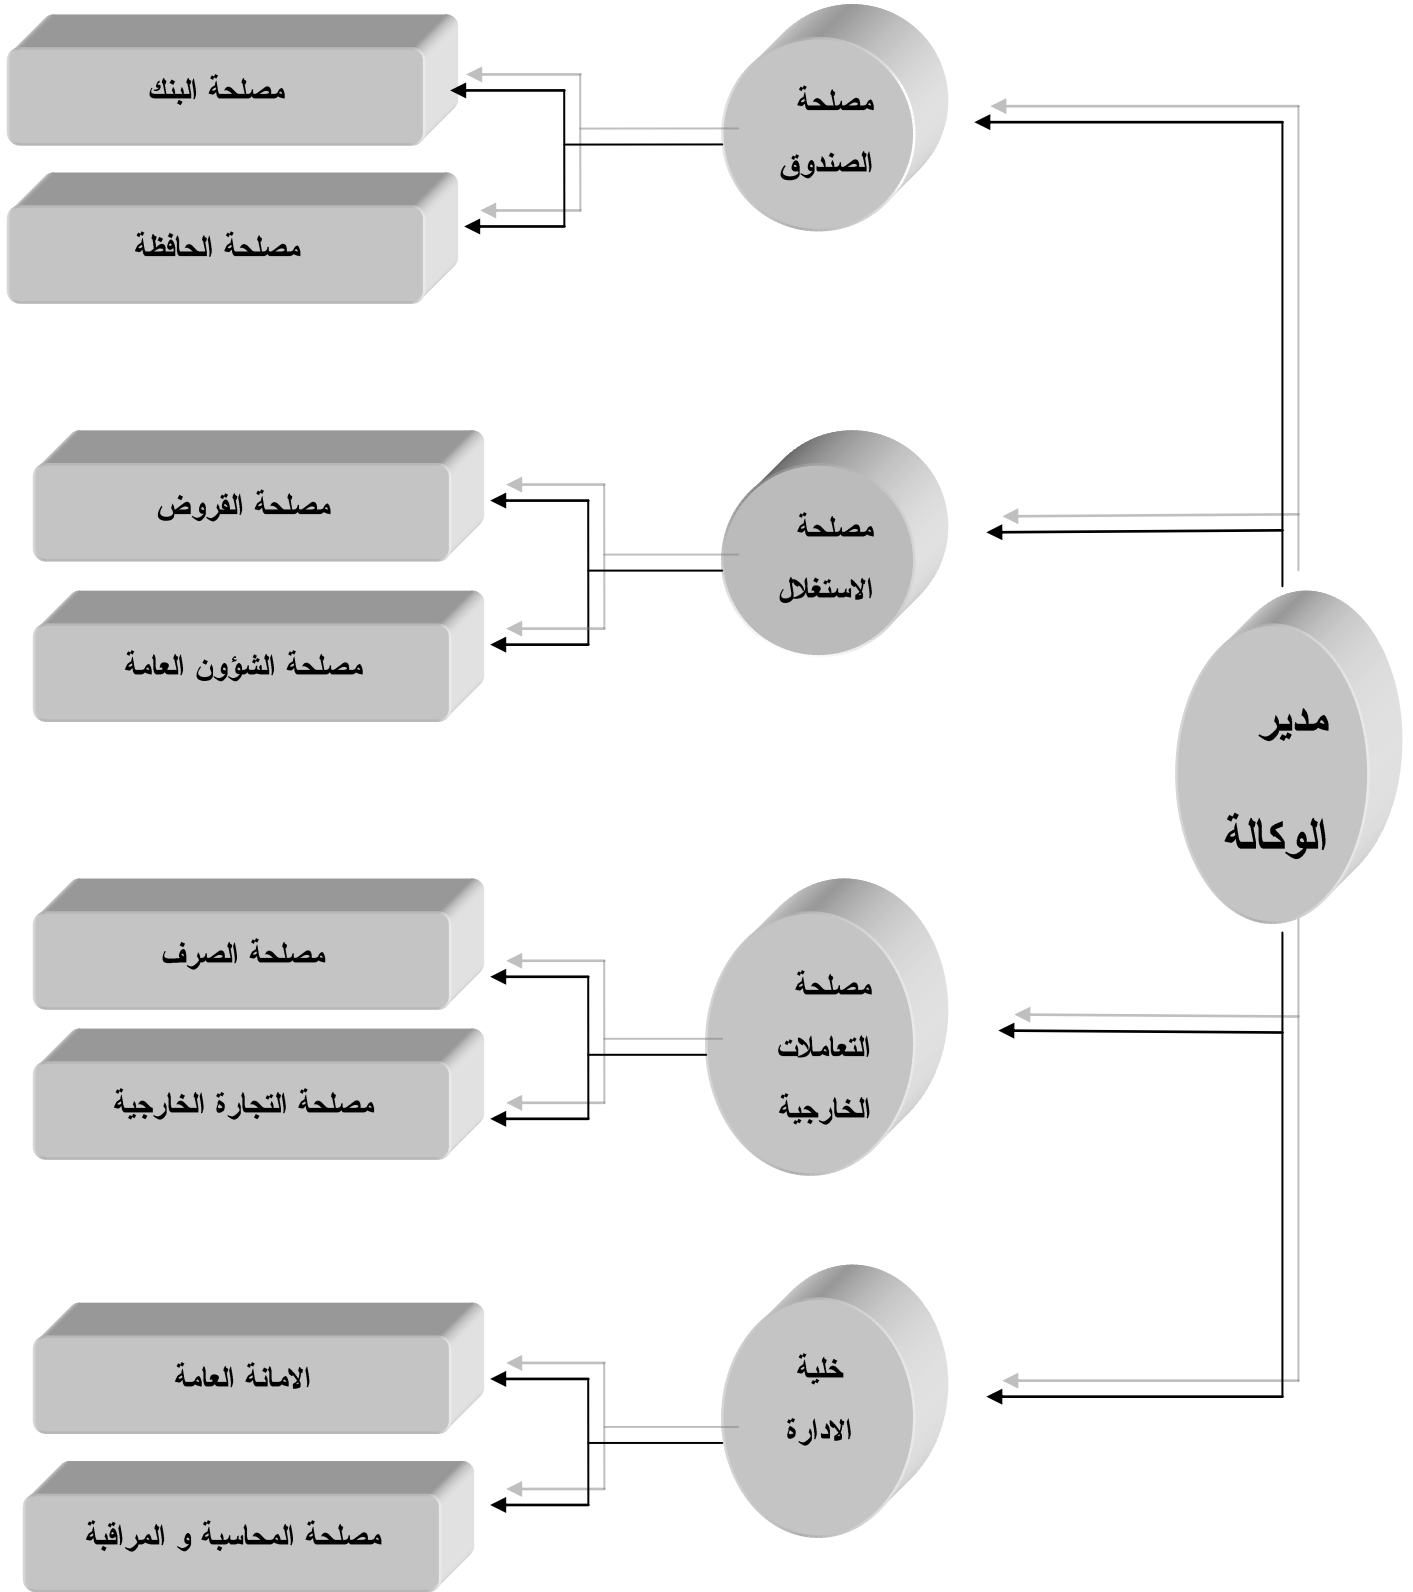 مدير
الوكالة
مصلحة
الصندوق
مصلحة البنك
مصلحة الحافظة
مصلحة
الاستغلال
مصلحة القروض
مصلحة الشؤون العامة
مصلحة
التعاملات
الخارجية
مصلحة الصرف
مصلحة التجارة الخارجية
خلية
الادارة
الامانة العامة
مصلحة المحاسبة و المراقبة